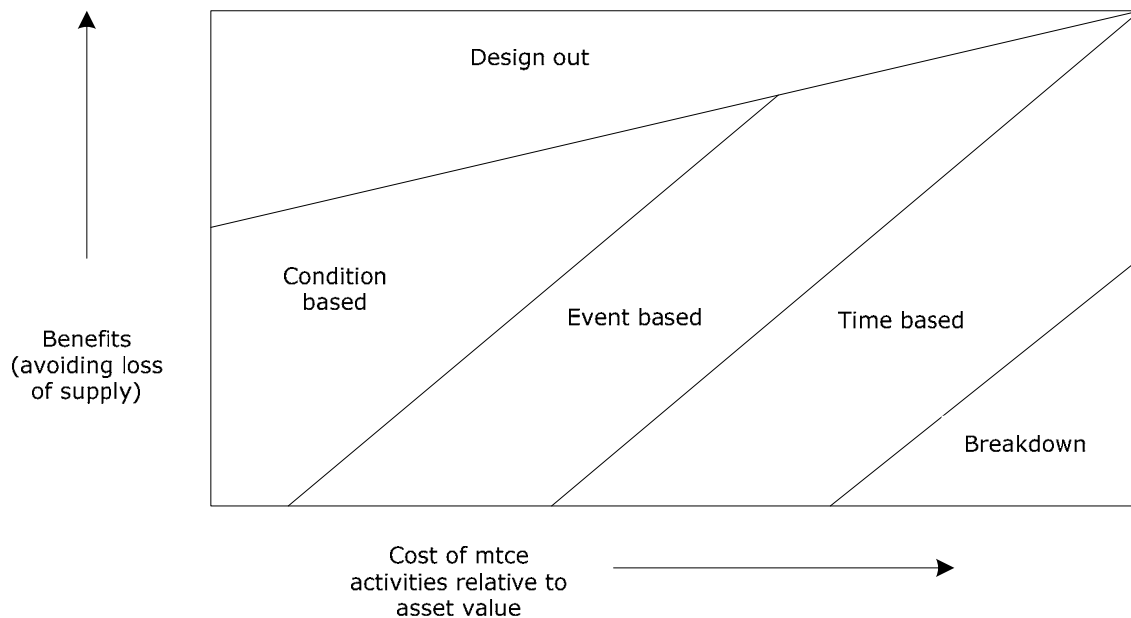 Design out
Condition
based
Event based
Time based
Breakdown
Benefits
(avoiding loss
of supply)
Cost of mtce
activities relative to
asset value